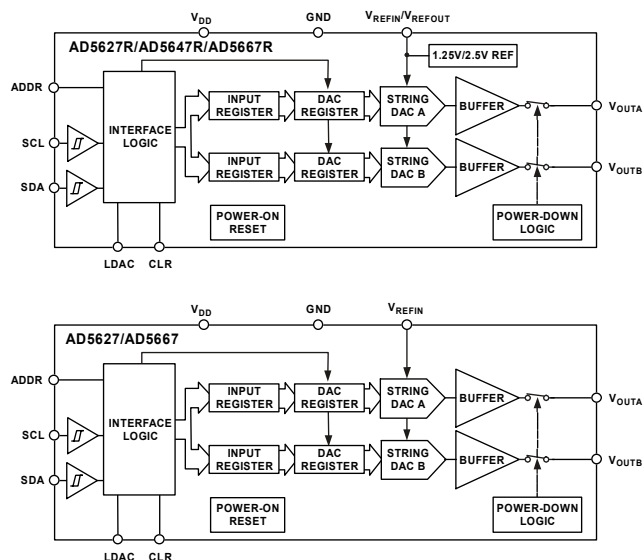 VDD
GND
VREFIN/VREFOUT
AD5627R/AD5647R/AD5667R
1.25V/2.5V REF
ADDR
SCL
SDA
INTERFACE
LOGIC
INPUT
REGISTER
DAC
REGISTER
STRING
DAC A
BUFFER
VOUTA
INPUT
REGISTER
DAC
REGISTER
STRING
DAC B
BUFFER
VOUTB
POWER-ON
RESET
POWER-DOWN
LOGIC
LDAC
CLR
VDD
GND
VREFIN
AD5627/AD5667
ADDR
SCL
SDA
INTERFACE
LOGIC
INPUT
REGISTER
DAC
REGISTER
STRING
DAC A
BUFFER
VOUTA
INPUT
REGISTER
DAC
REGISTER
STRING
DAC B
BUFFER
VOUTB
POWER-ON
RESET
POWER-DOWN
LOGIC
LDAC
CLR